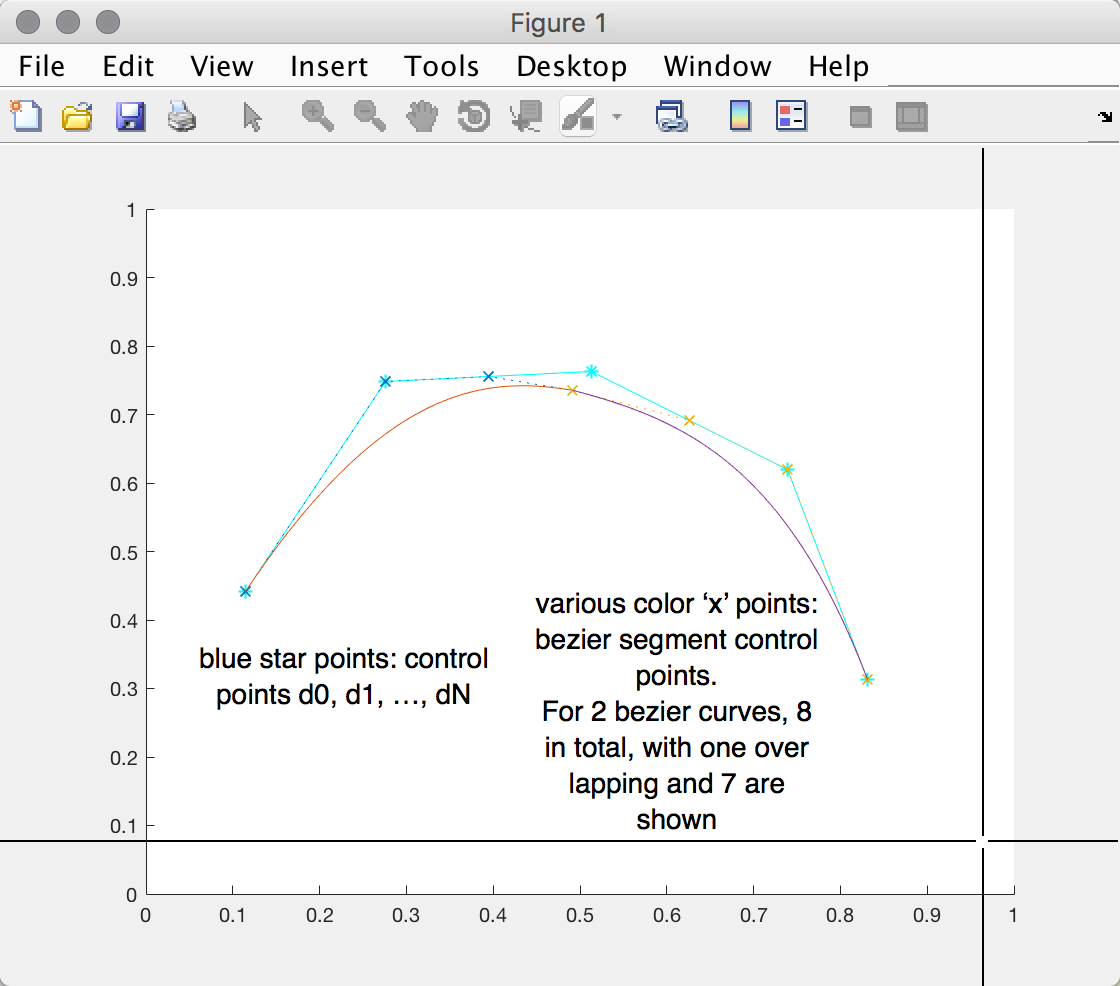 Figure 1
File Edit View Insert Tools Desktop Window Help
1
0.9
0.8
0.7
0.6
0.5
0.4
0.3
0.2
0.1
0
blue star points: control
points d0, d1, …, dN
various color ‘x’ points:
bezier segment control
points.
For 2 bezier curves, 8
in total, with one over
lapping and 7 are
shown
0 0.1 0.2 0.3 0.4 0.5 0.6 0.7 0.8 0.9 1